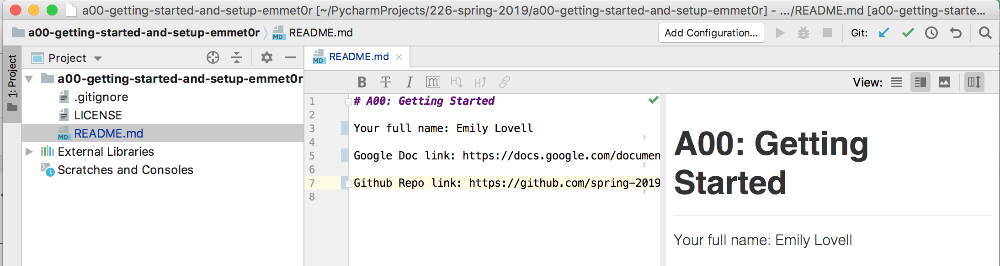 a00-getting-started-and-setup-emmet0r [~/PycharmProjects/226-spring-2019/a00-getting-started-and-setup-emmet0r] - .../README.md [a00-getting-starte...
a00-getting-started-and-setup-emmet0r MD README.md Add Configuration... Git:
1: Project
Project
MD README.md
a00-getting-started-and-setup-emmet0r
.gitignore
LICENSE
MD README.md
External Libraries
Scratches and Consoles
B T I m H H View:
1 # A00: Getting Started
2
3 Your full name: Emily Lovell
4
5 Google Doc link: https://docs.google.com/documen
6
7 Github Repo link: https://github.com/spring-2019
8
A00: Getting
Started
Your full name: Emily Lovell